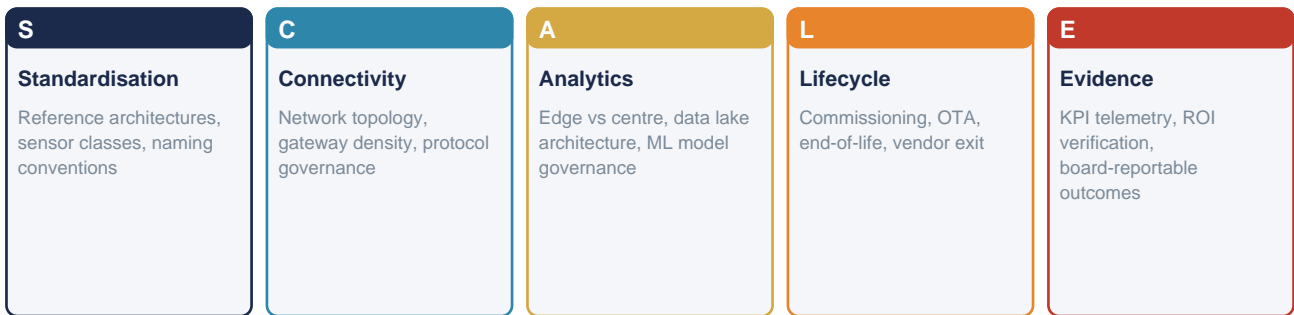 S
Standardisation
Reference architectures,
sensor classes, naming
conventions
C
Connectivity
Network topology,
gateway density, protocol
governance
A
Analytics
Edge vs centre, data lake
architecture, ML model
governance
L
Lifecycle
Commissioning, OTA,
end-of-life, vendor exit
E
Evidence
KPI telemetry, ROI
verification,
board-reportable
outcomes